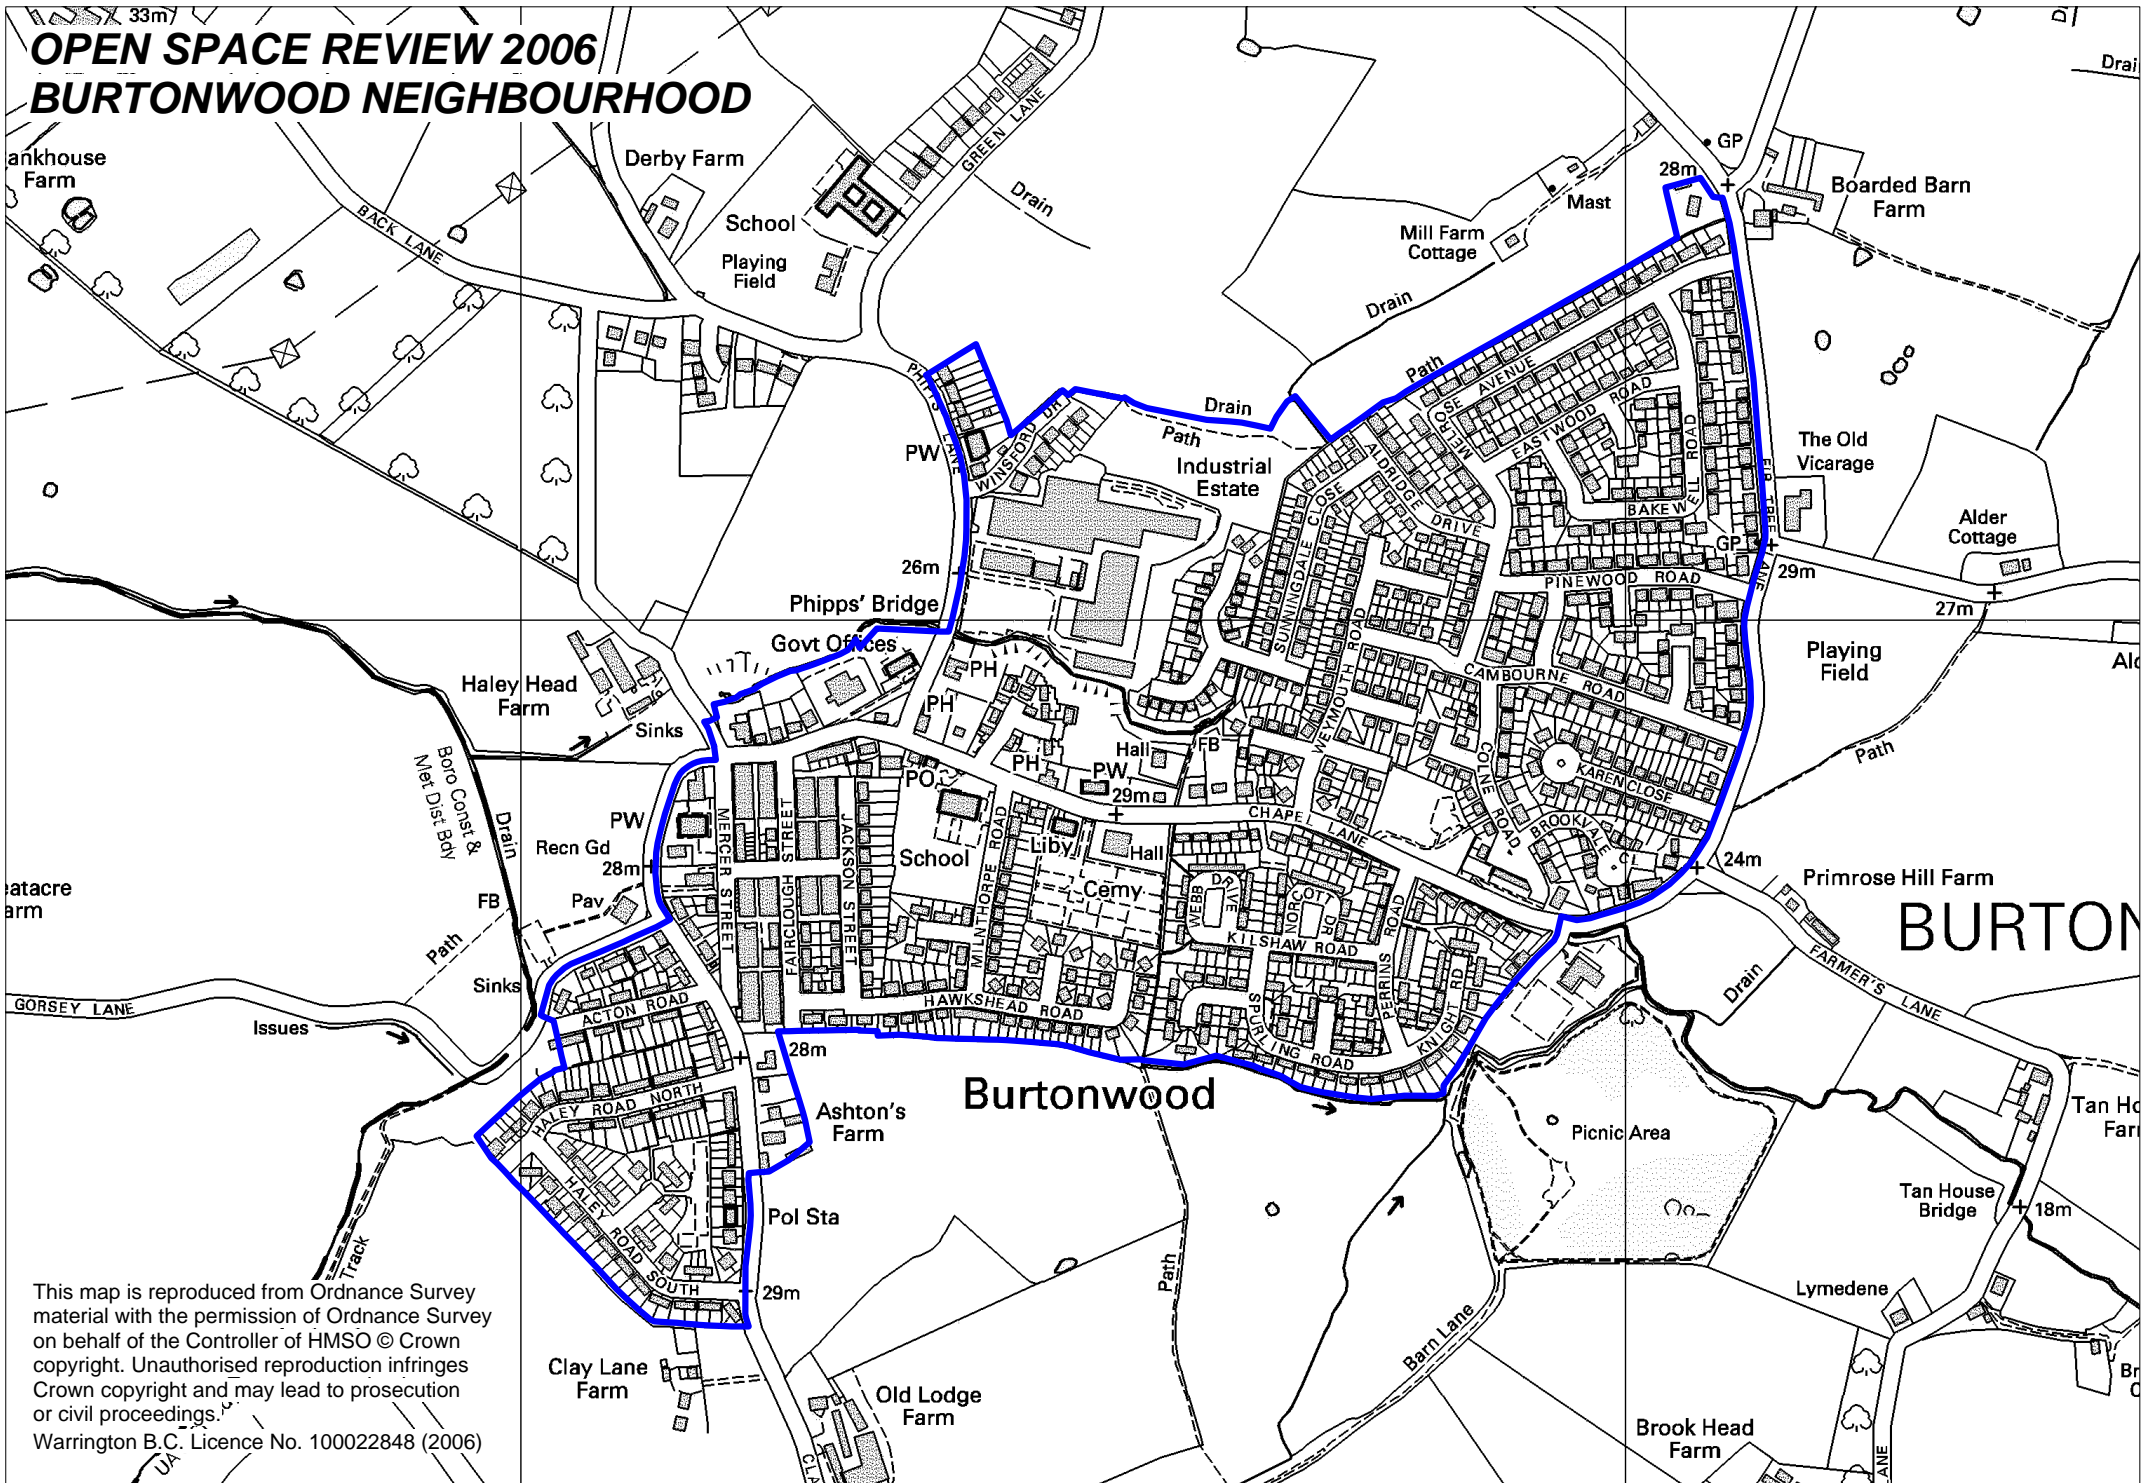 OPEN SPACE REVIEW 2006
BURTONWOOD NEIGHBOURHOOD
33m
Drain
GREEN LANE
Derby Farm
School
Playing
Field
Farm
BACK LANE
GP
28m
Mast
Boarded Barn
Farm
Mill Farm
Cottage
Drain
Path
PHIPPS LANE
PW
WINSFORD DR
Drain
Path
Industrial
Estate
MELROSE AVENUE
EASTWOOD ROAD
ALDRIDGE DRIVE
BAKEWELL ROAD
The Old
Vicarage
FIR TREE LANE
Alder
Cottage
GP
29m
27m
PINEWOOD ROAD
SUNNINGDALE CLOSE
WEYMOUTH ROAD
26m
Phipps' Bridge
Govt Offices
PH
PH
PH
Haley Head
Farm
Sinks
CAMBOURNE ROAD
Playing
Field
Path
COLNE ROAD
KAREN CLOSE
BROOKVALE CL
Hall
FB
PW
29m
PO
CHAPEL LANE
Boro Const &
Met Dist Bdy
Drain
PW
Recn Gd
28m
MERCER STREET
FAIRCLOUGH STREET
JACKSON STREET
School
MILNTHORPE ROAD
Liby
Hall
Cemy
WEBB DRIVE
NORCOTT DR
KILSHAW ROAD
PERRINS ROAD
KNIGHT RD
SPURLING ROAD
24m
Primrose Hill Farm
BURTON
FARMER'S LANE
Drain
FB
Pav
Path
Sinks
GORSEY LANE
Issues
ACTON ROAD
HAWKSHEAD ROAD
28m
Burtonwood
HALEY ROAD NORTH
Ashton's
Farm
Picnic Area
Tan House
Bridge
18m
HALEY ROAD SOUTH
Pol Sta
29m
Track
Path
Barn Lane
Lymedene
Clay Lane
Farm
Old Lodge
Farm
Brook Head
Farm
This map is reproduced from Ordnance Survey
material with the permission of Ordnance Survey
on behalf of the Controller of HMSO © Crown
copyright. Unauthorised reproduction infringes
Crown copyright and may lead to prosecution
or civil proceedings.
Warrington B.C. Licence No. 100022848 (2006)